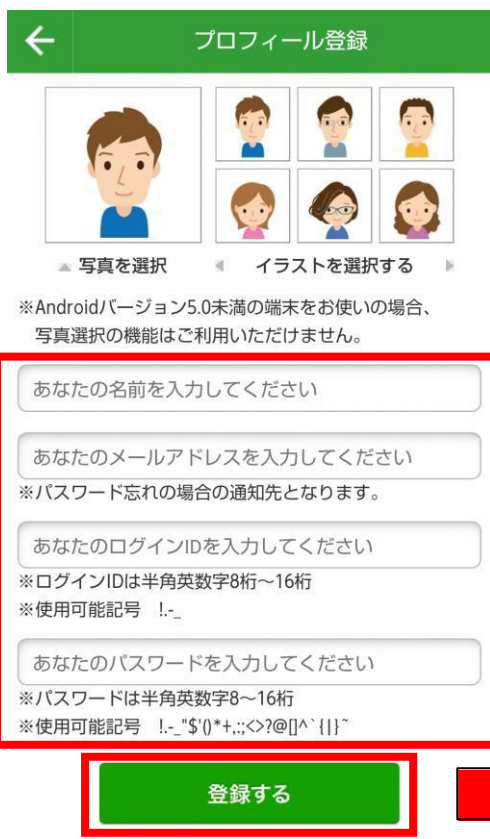 プロフィール登録
写真を選択 イラストを選択する
※Androidバージョン5.0未満の端末をお使いの場合、
写真選択の機能はご利用いただけません。
あなたの名前を入力してください
あなたのメールアドレスを入力してください
※パスワード忘れの場合の通知先となります。
あなたのログインIDを入力してください
※ログインIDは半角英数字8桁～16桁
※使用可能記号 !.-_
あなたのパスワードを入力してください
※パスワードは半角英数字8～16桁
※使用可能記号 !.-_"$'()*+,:;<>?@[]^`{|}~
登録する